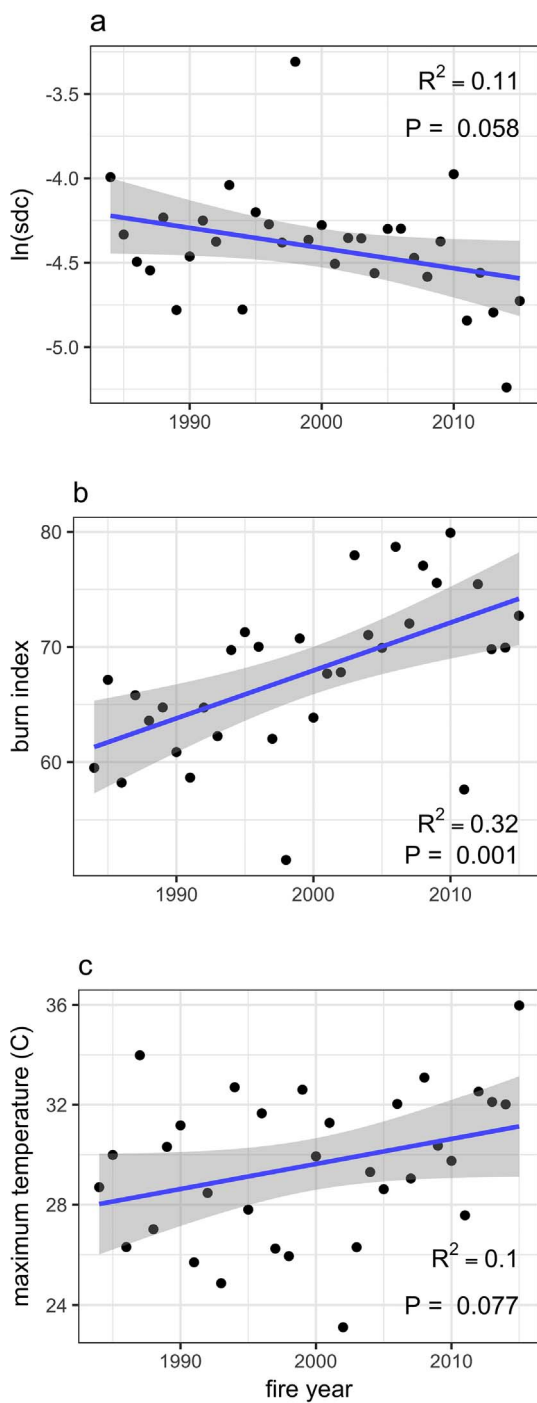 a
R² = 0.11
P = 0.058
-3.5
-4.0
-4.5
-5.0
ln(sdc)
1990 2000 2010
b
80
70
60
burn index
R² = 0.32
P = 0.001
1990 2000 2010
c
36
32
28
24
maximum temperature (C)
R² = 0.1
P = 0.077
1990 2000 2010
fire year